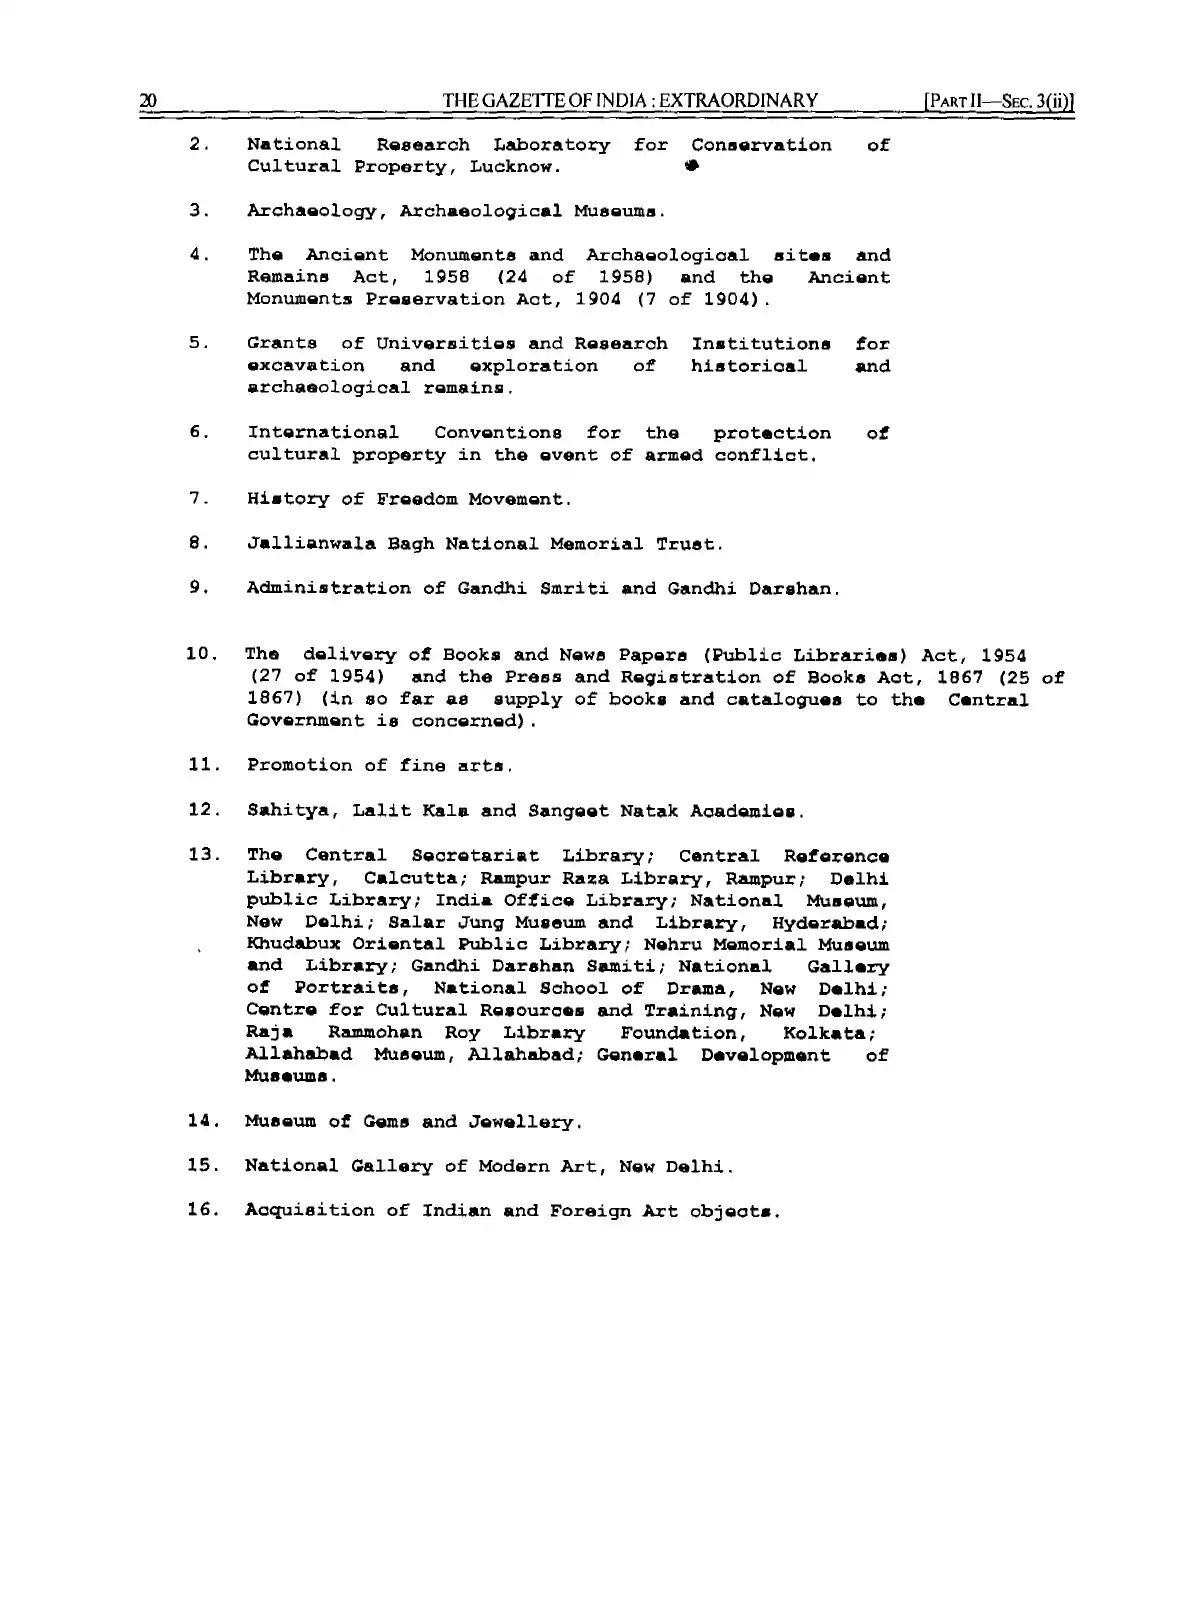 20 THE GAZETTE OF INDIA : EXTRAORDINARY [PART II—SEC. 3(ii)]
2. National Research Laboratory for Conservation of
Cultural Property, Lucknow.
3. Archaeology, Archaeological Museums.
4. The Ancient Monuments and Archaeological sites and
Remains Act, 1958 (24 of 1958) and the Ancient
Monuments Preservation Act, 1904 (7 of 1904).
5. Grants of Universities and Research Institutions for
excavation and exploration of historical and
archaeological remains.
6. International Conventions for the protection of
cultural property in the event of armed conflict.
7. History of Freedom Movement.
8. Jallianwala Bagh National Memorial Trust.
9. Administration of Gandhi Smriti and Gandhi Darshan.
10. The delivery of Books and News Papers (Public Libraries) Act, 1954
(27 of 1954) and the Press and Registration of Books Act, 1867 (25 of
1867) (in so far as supply of books and catalogues to the Central
Government is concerned).
11. Promotion of fine arts.
12. Sahitya, Lalit Kala and Sangeet Natak Academies.
13. The Central Secretariat Library; Central Reference
Library, Calcutta; Rampur Raza Library, Rampur; Delhi
public Library; India Office Library; National Museum,
New Delhi; Salar Jung Museum and Library, Hyderabad;
Khudabux Oriental Public Library; Nehru Memorial Museum
and Library; Gandhi Darshan Samiti; National Gallery
of Portraits, National School of Drama, New Delhi;
Centre for Cultural Resources and Training, New Delhi;
Raja Rammohan Roy Library Foundation, Kolkata;
Allahabad Museum, Allahabad; General Development of
Museums.
14. Museum of Gems and Jewellery.
15. National Gallery of Modern Art, New Delhi.
16. Acquisition of Indian and Foreign Art objects.